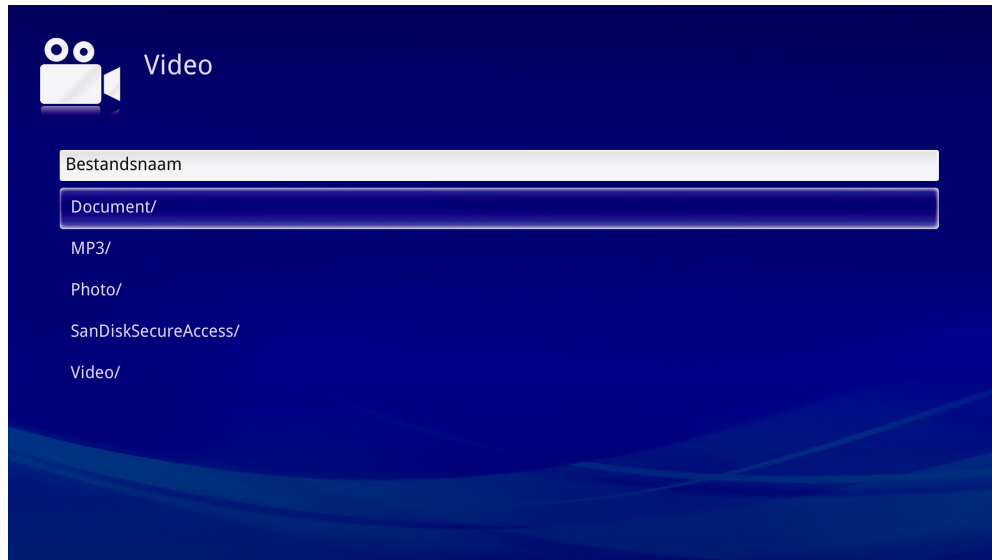 Video
Bestandsnaam
Document/
MP3/
Photo/
SanDiskSecureAccess/
Video/